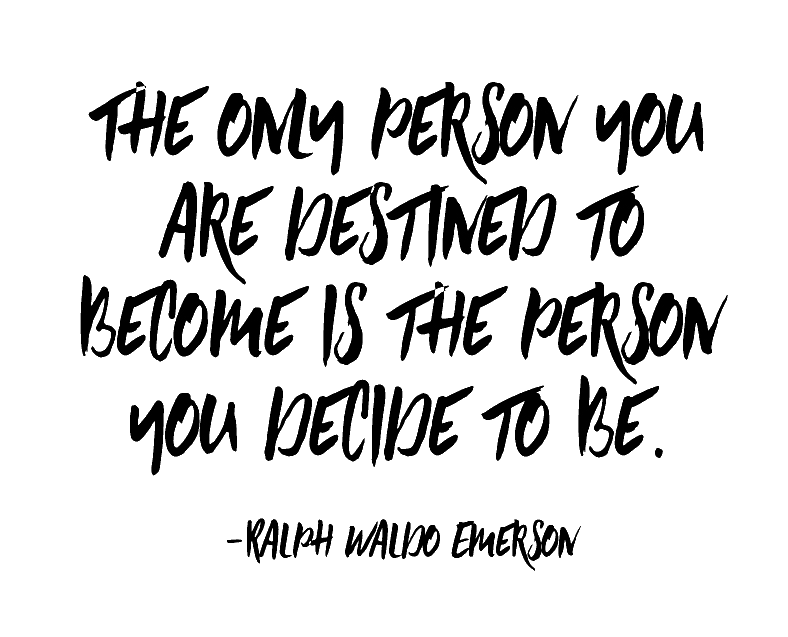 THE ONLY PERSON YOU
ARE DESTINED TO
BECOME IS THE PERSON
YOU DECIDE TO BE.
-RALPH WALDO EMERSON